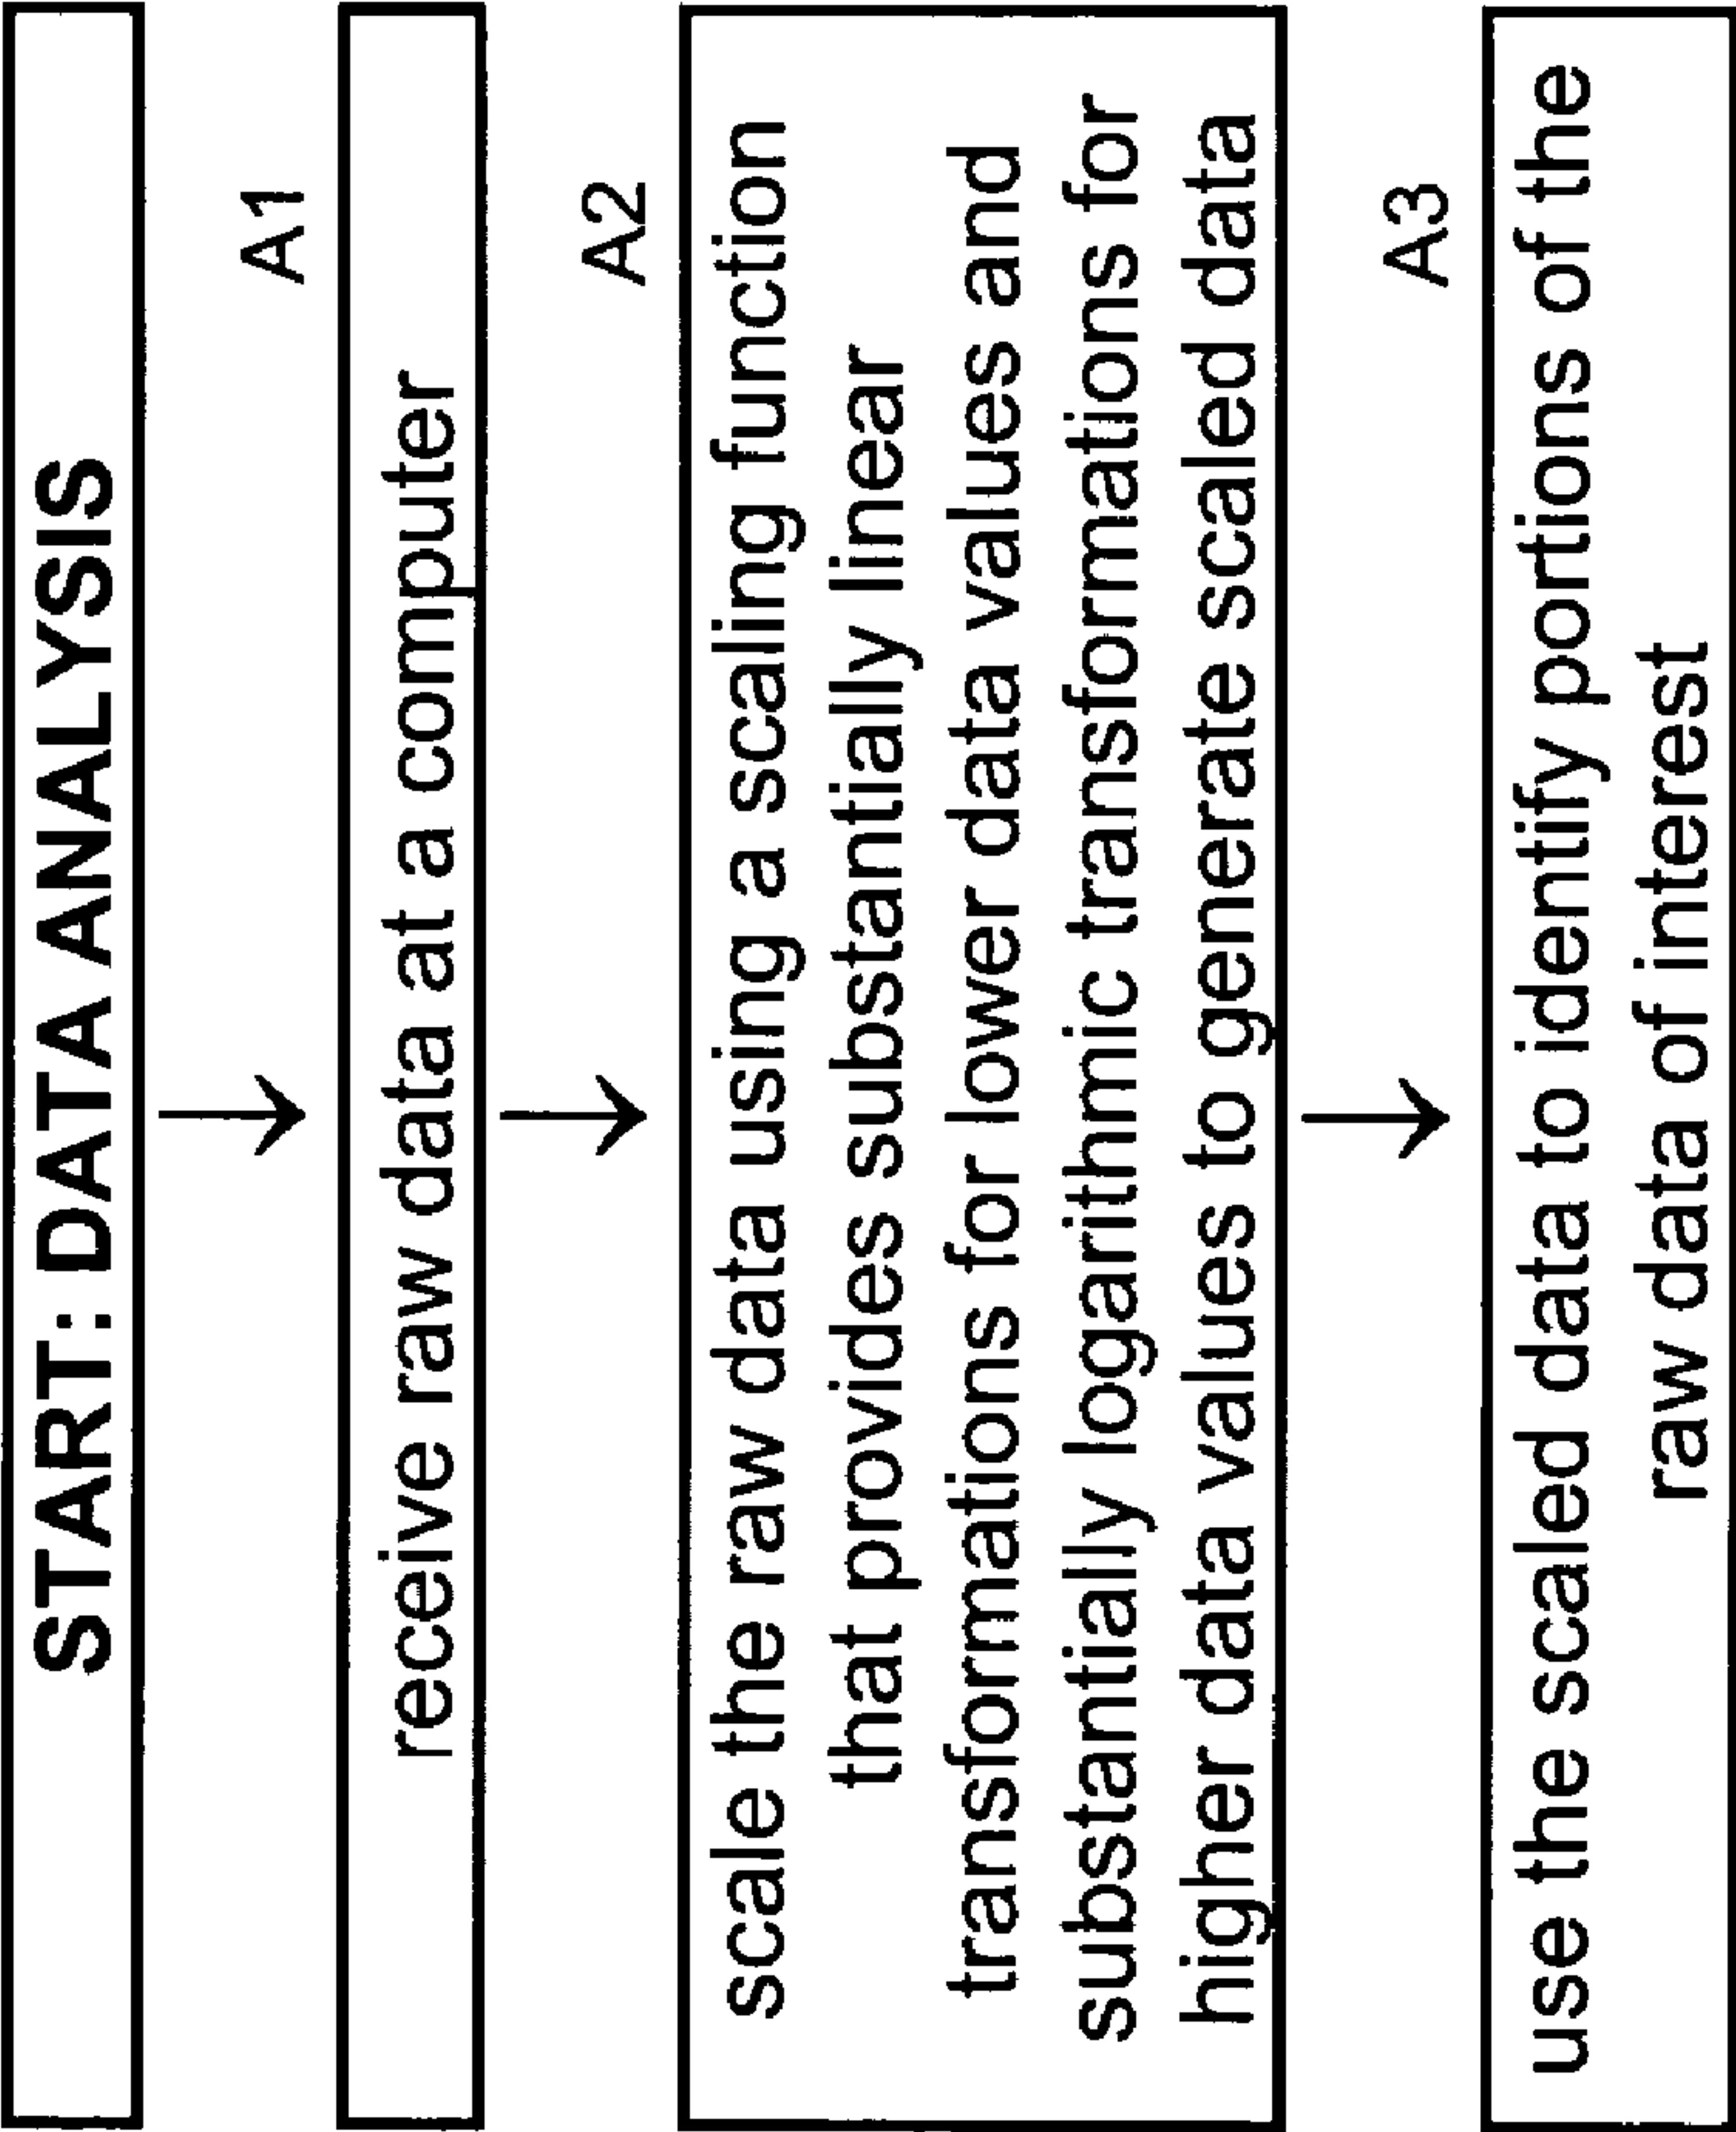 START: DATA ANALYSIS
A1
receive raw data at a computer
A2
scale the raw data using a scaling function
that provides substantially linear
transformations for lower data values and
substantially logarithmic transformations for
higher data values to generate scaled data
A3
use the scaled data to identify portions of the
raw data of interest